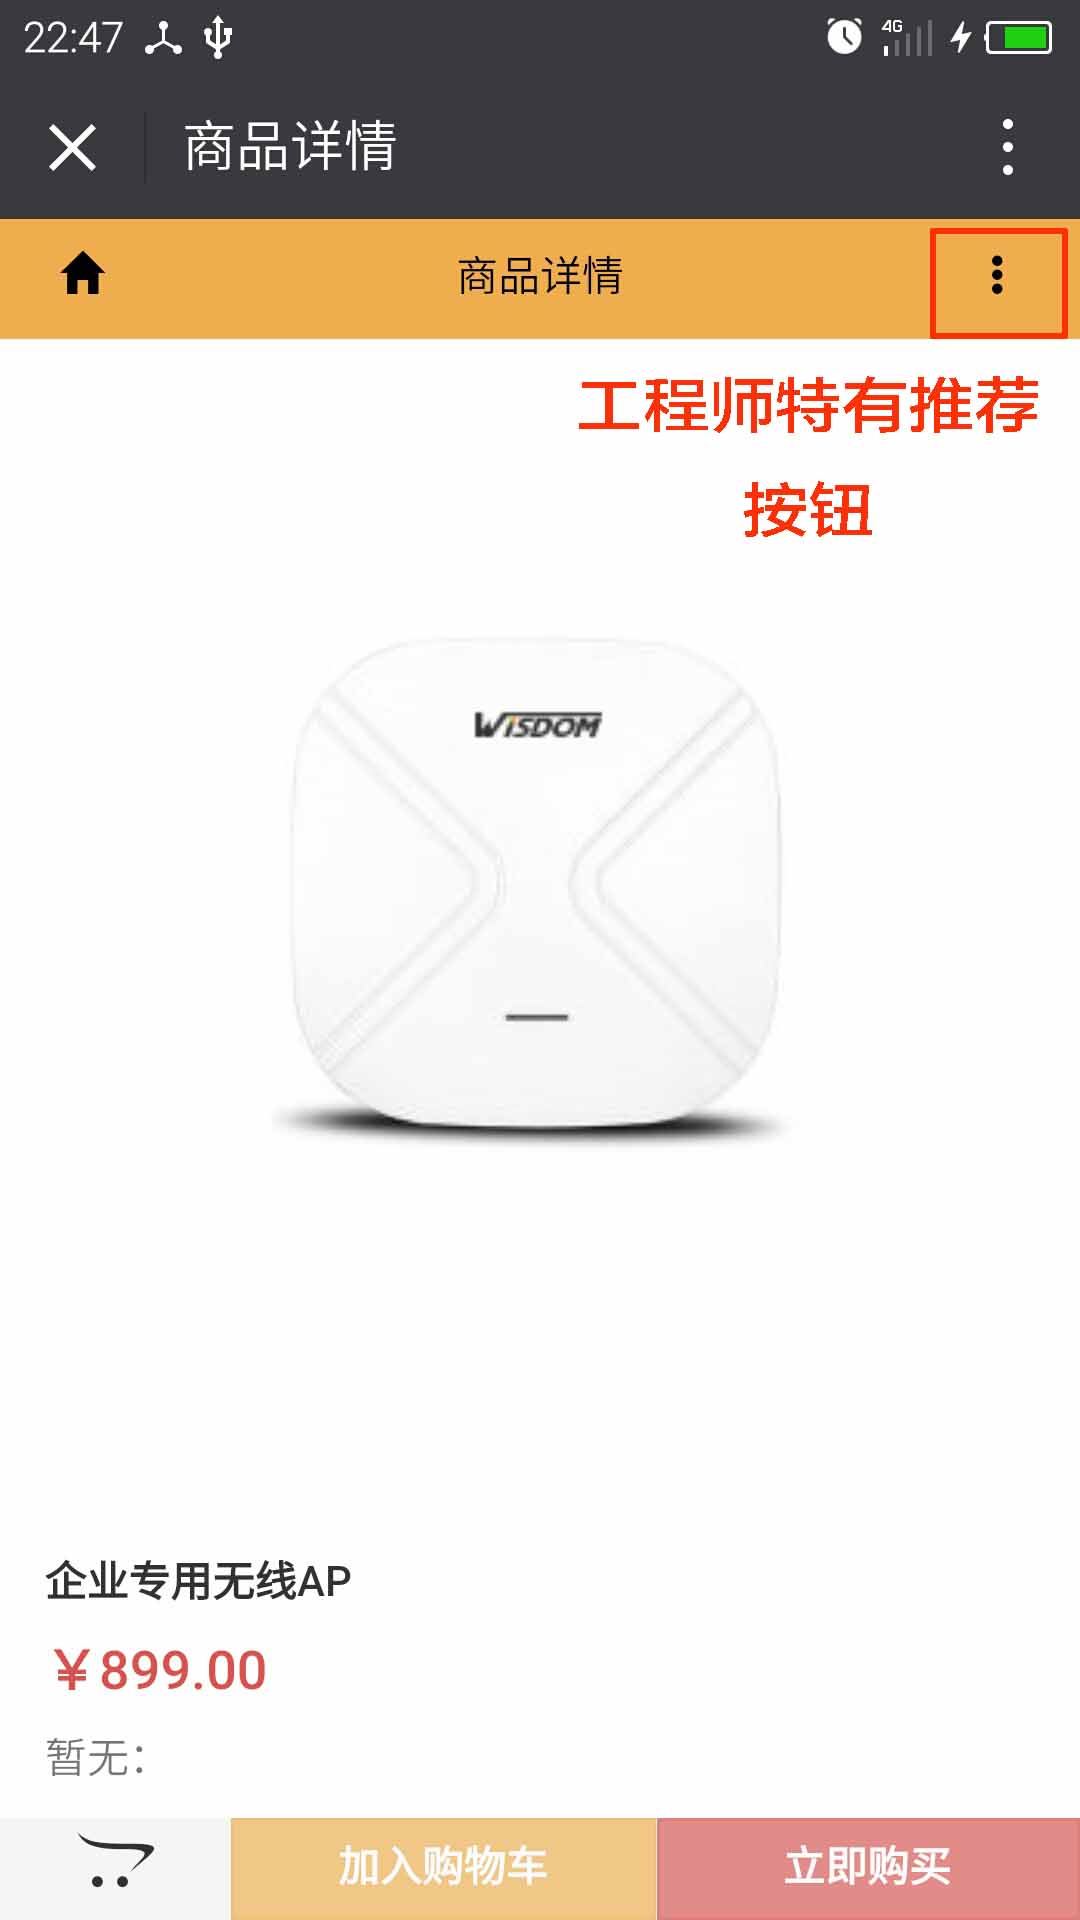 22:47
4G
商品详情
商品详情
工程师特有推荐
按钮
WISDOM
企业专用无线AP
￥899.00
暂无：
加入购物车
立即购买